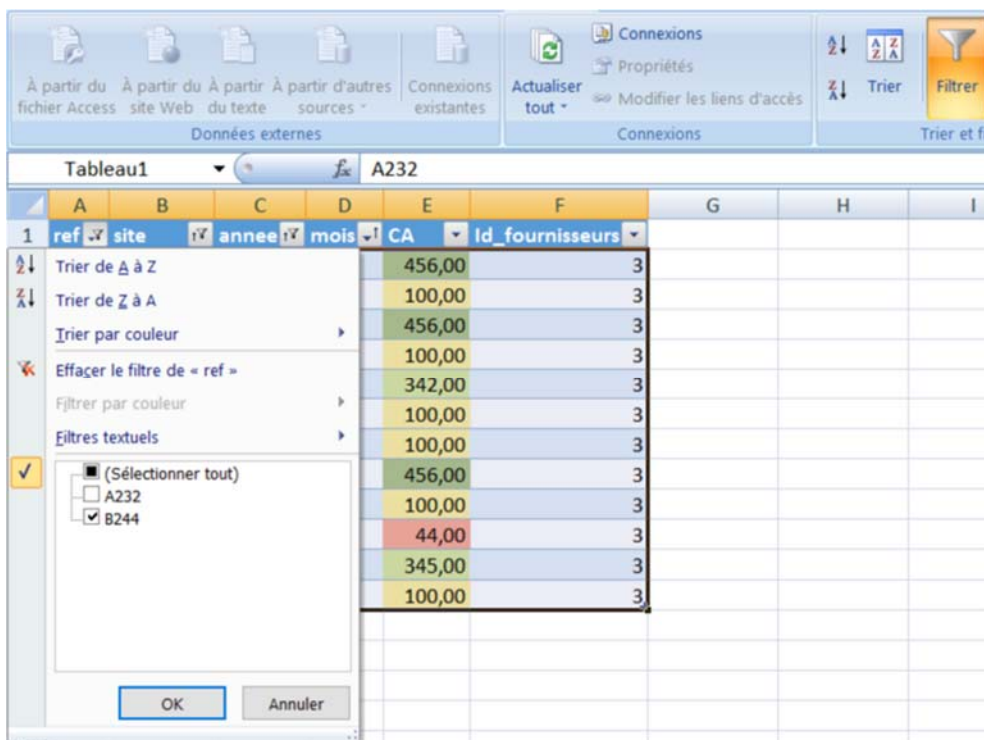 Connexions
Propriétés
Modifier les liens d'accès
À partir du fichier Access
À partir du site Web
À partir du texte
À partir d'autres sources
Connexions existantes
Actualiser tout
Trier
Filtrer
Données externes
Connexions
Trier et f
Tableau1 fx A232
A B C D E F G H I
1 ref site annee mois CA Id_fournisseurs
Trier de A à Z
Trier de Z à A
Trier par couleur
Effacer le filtre de « ref »
Filtrer par couleur
Filtres textuels
(Sélectionner tout)
A232
B244
OK Annuler
456,00 3
100,00 3
456,00 3
100,00 3
342,00 3
100,00 3
100,00 3
456,00 3
100,00 3
44,00 3
345,00 3
100,00 3